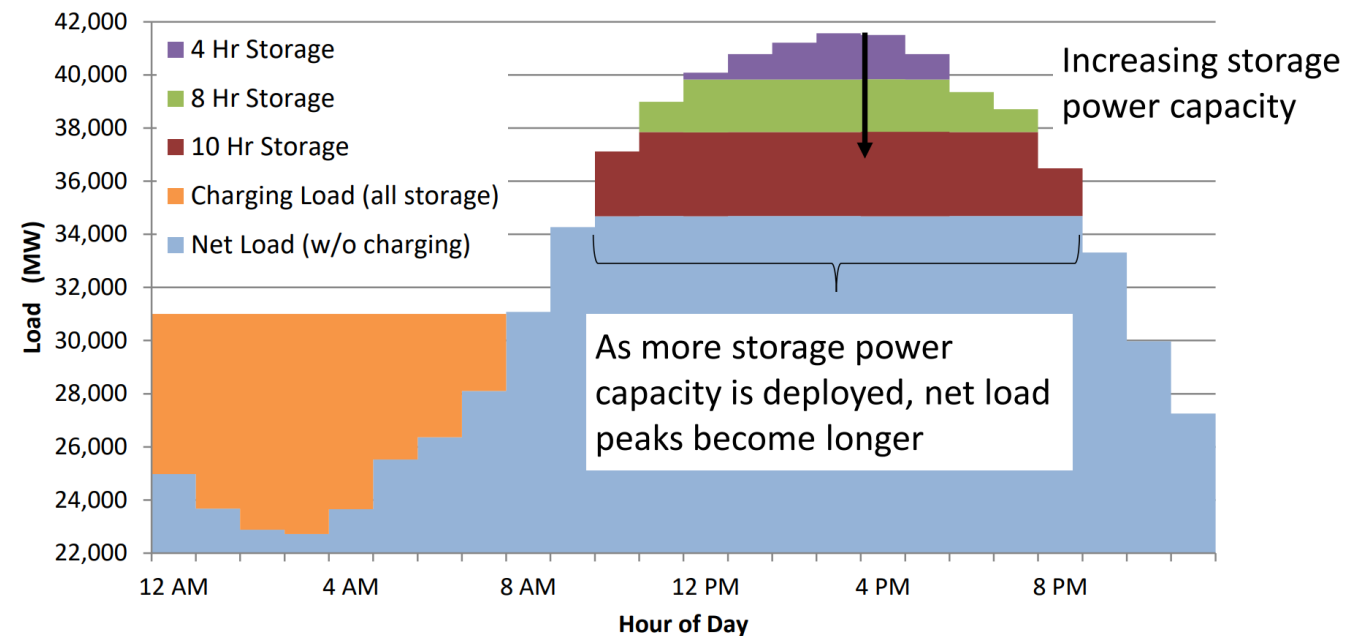 42,000
40,000
38,000
36,000
34,000
32,000
30,000
28,000
26,000
24,000
22,000
Load (MW)
4 Hr Storage
8 Hr Storage
10 Hr Storage
Charging Load (all storage)
Net Load (w/o charging)
Increasing storage
power capacity
As more storage power
capacity is deployed, net load
peaks become longer
12 AM
4 AM
8 AM
12 PM
4 PM
8 PM
Hour of Day